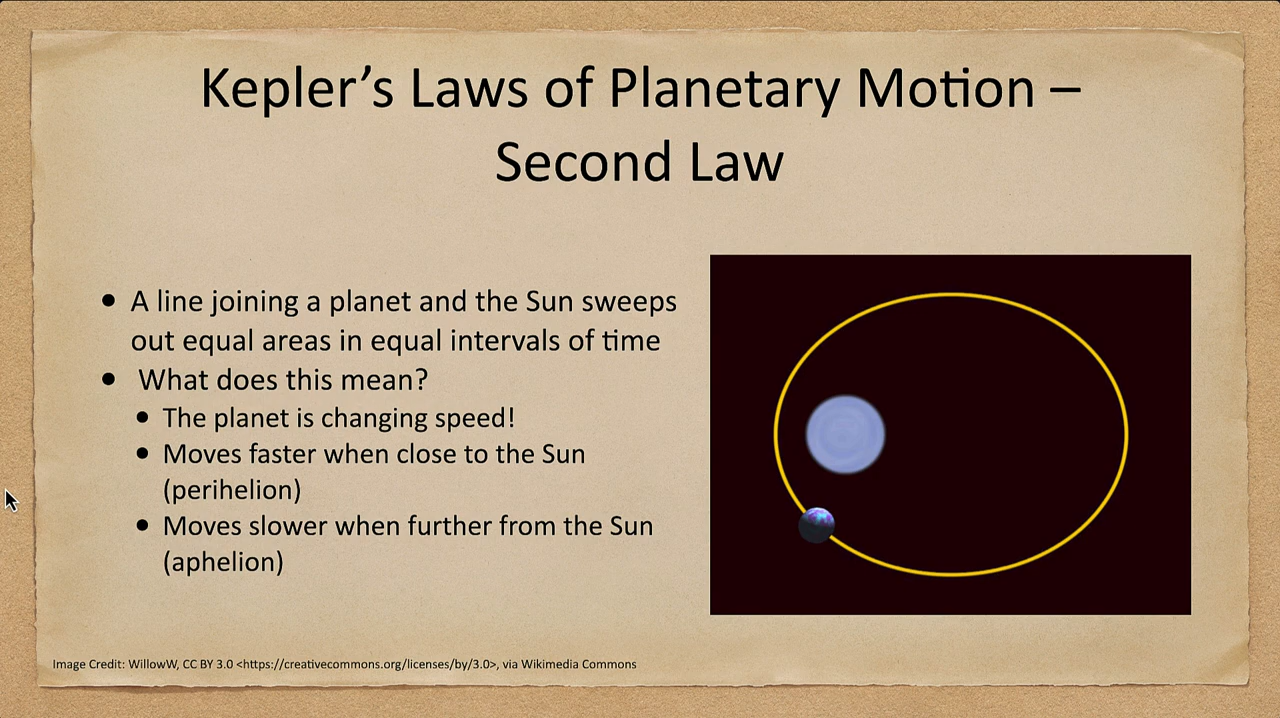 Kepler’s Laws of Planetary Motion –
Second Law
• A line joining a planet and the Sun sweeps
out equal areas in equal intervals of time
• What does this mean?
• The planet is changing speed!
• Moves faster when close to the Sun
(perihelion)
• Moves slower when further from the Sun
(aphelion)
Image Credit: WillowW, CC BY 3.0 <https://creativecommons.org/licenses/by/3.0>, via Wikimedia Commons